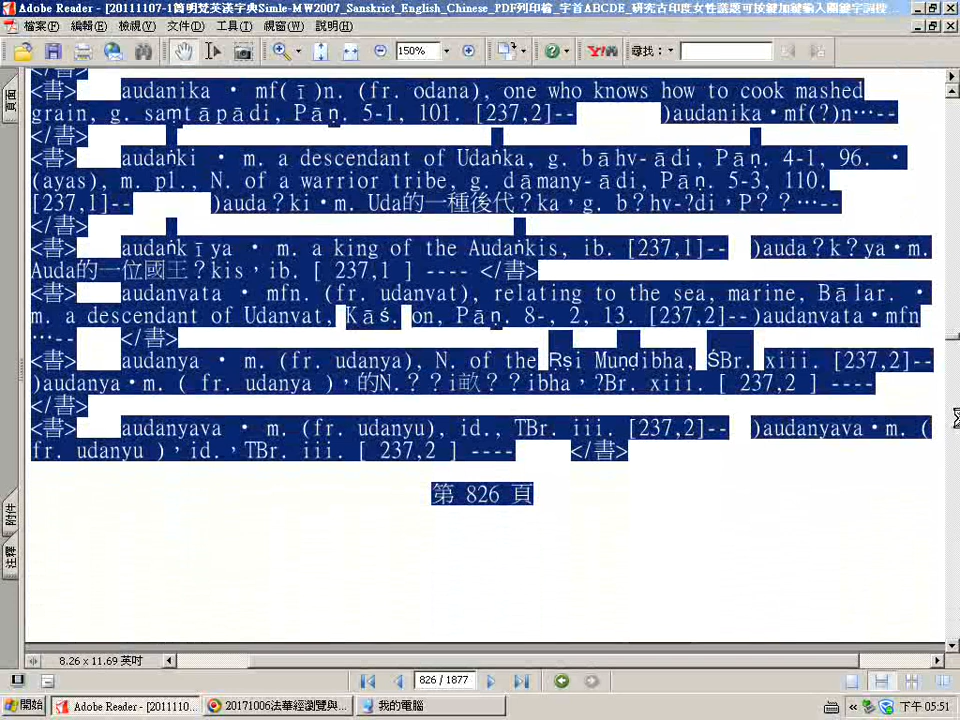 Adobe Reader - [20111107-1簡明梵英漢字典Simle-MW2007_Sanskrict_English_Chinese_PDF列印檔_字首ABCDE_研究古印度女性議題可按鍵加鍵輸入關鍵字詞搜...
檔案(F) 編輯(E) 檢視(V) 文件(D) 工具(T) 視窗(W) 說明(H)
150% Y! 尋找：
頁面
</書>
<書> audanika ‧ mf(ī)n. (fr. odana), one who knows how to cook mashed
grain, g. saṃtāpādi, Pāṇ. 5-1, 101. [237,2]-- )audanika‧mf(?)n…--
</書>
<書> audaṅki ‧ m. a descendant of Udaṅka, g. bāhv-ādi, Pāṇ. 4-1, 96. ‧
(ayas), m. pl., N. of a warrior tribe, g. dāmany-ādi, Pāṇ. 5-3, 110.
[237,1]-- )auda?ki‧m. Uda的一種後代?ka，g. b?hv-?di，P??…--
</書>
<書> audaṅkīya ‧ m. a king of the Audaṅkis, ib. [237,1]-- )auda?k?ya‧m.
Auda的一位國王?kis，ib. [ 237,1 ] ---- </書>
<書> audanvata ‧ mfn. (fr. udanvat), relating to the sea, marine, Bālar. ‧
m. a descendant of Udanvat, Kāś. on, Pāṇ. 8-, 2, 13. [237,2]--)audanvata‧mfn
…-- </書>
<書> audanya ‧ m. (fr. udanya), N. of the Ṛṣi Muṇḍibha, ŚBr. xiii. [237,2]--
)audanya‧m. ( fr. udanya )，的N.??i畝??ibha，?Br. xiii. [ 237,2 ] ----
</書>
<書> audanyava ‧ m. (fr. udanyu), id., TBr. iii. [237,2]-- )audanyava‧m. (
fr. udanyu )，id.，TBr. iii. [ 237,2 ] ---- </書>
第 826 頁
附件
注釋
8.26 x 11.69 英吋
826 / 1877
開始 Adobe Reader - [2011110... 20171006法華經瀏覽與... 我的電腦 下午 05:51